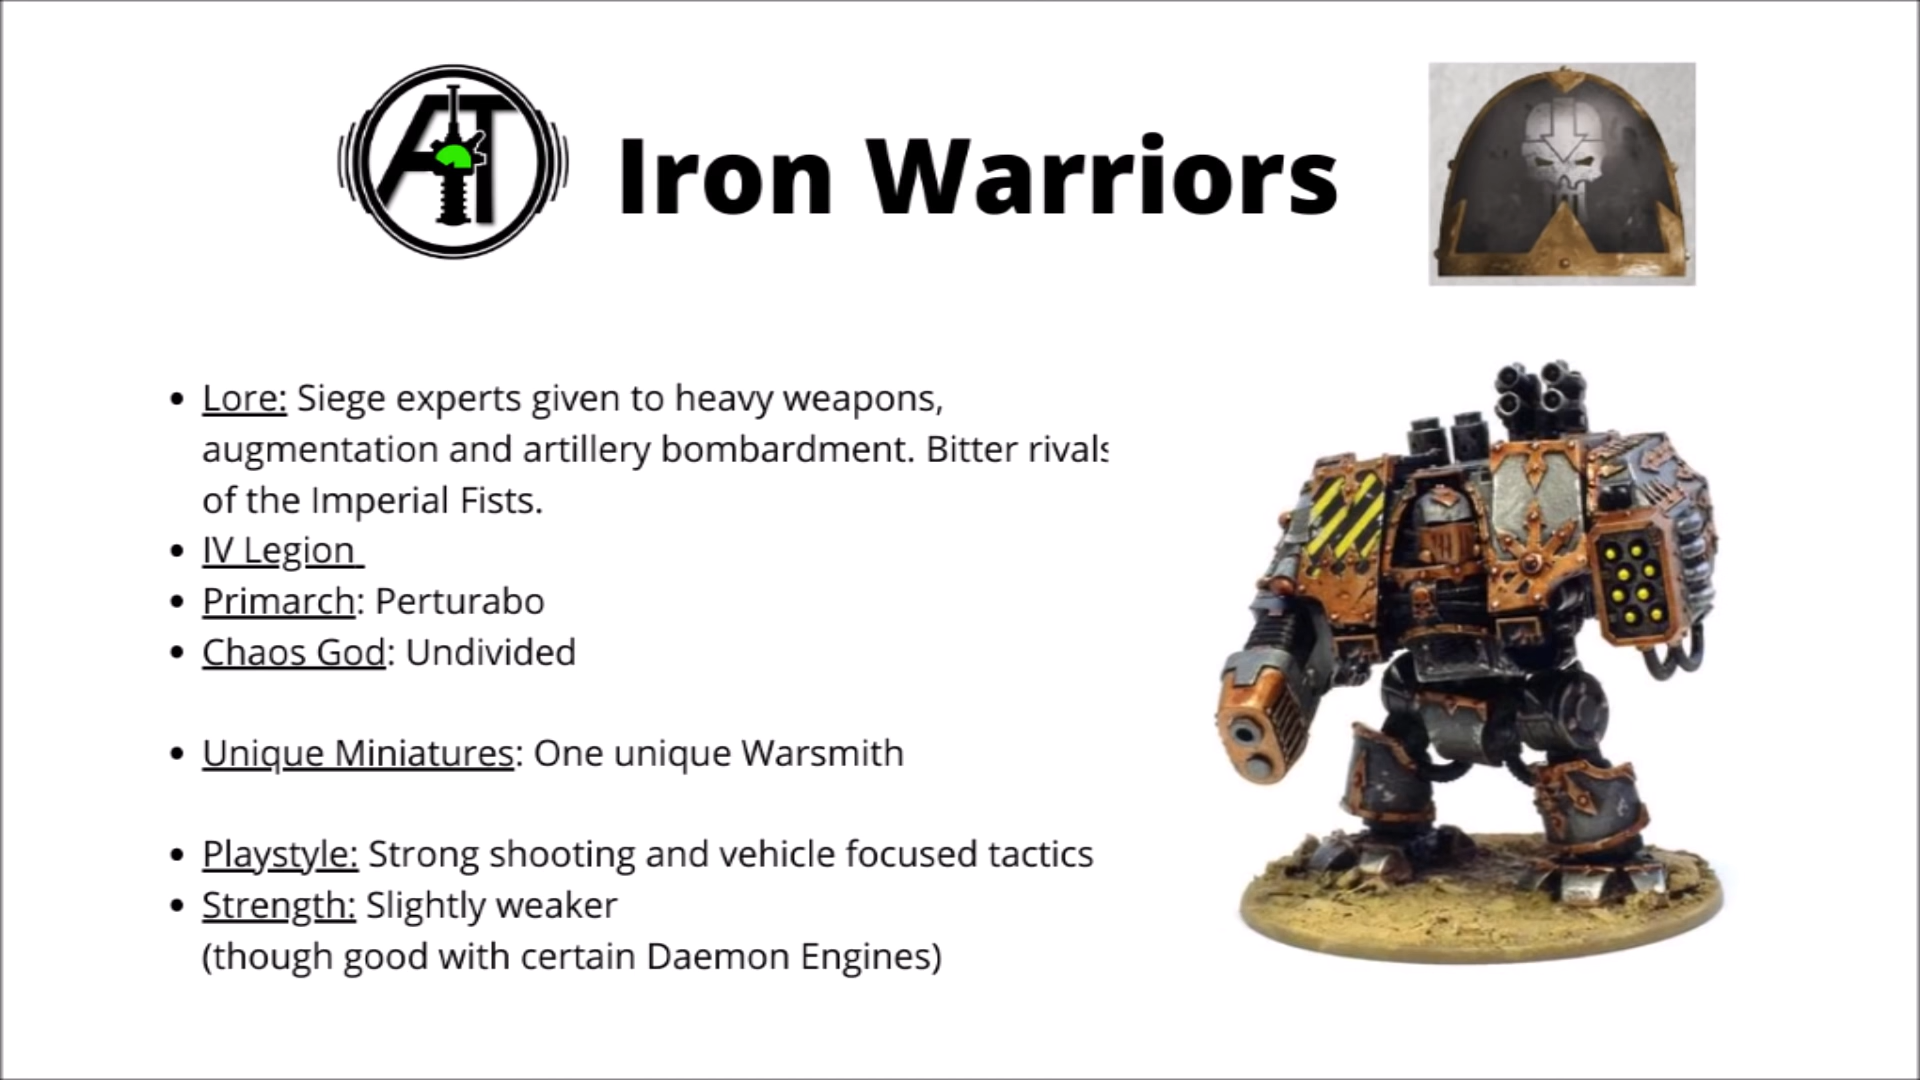 AT
Iron Warriors
• Lore: Siege experts given to heavy weapons,
augmentation and artillery bombardment. Bitter rivals
of the Imperial Fists.
• IV Legion
• Primarch: Perturabo
• Chaos God: Undivided
• Unique Miniatures: One unique Warsmith
• Playstyle: Strong shooting and vehicle focused tactics
• Strength: Slightly weaker
(though good with certain Daemon Engines)